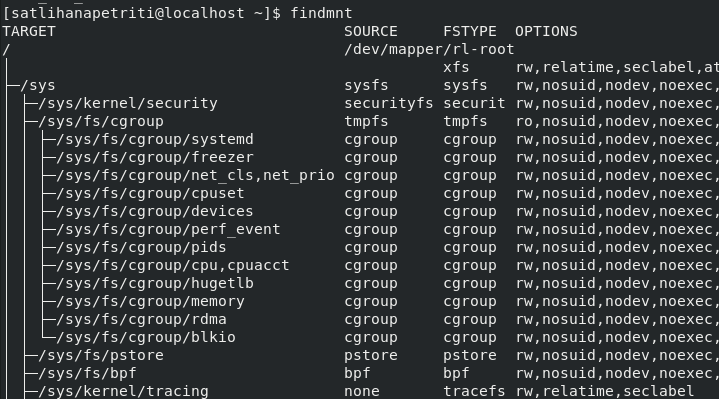 [satlihanapetriti@localhost ~]$ findmnt
TARGET SOURCE FSTYPE OPTIONS
/ /dev/mapper/rl-root
xfs rw,relatime,seclabel,at
├─/sys sysfs sysfs rw,nosuid,nodev,noexec,
│ ├─/sys/kernel/security securityfs securit rw,nosuid,nodev,noexec,
│ ├─/sys/fs/cgroup tmpfs tmpfs ro,nosuid,nodev,noexec,
│ │ ├─/sys/fs/cgroup/systemd cgroup cgroup rw,nosuid,nodev,noexec,
│ │ ├─/sys/fs/cgroup/freezer cgroup cgroup rw,nosuid,nodev,noexec,
│ │ ├─/sys/fs/cgroup/net_cls,net_prio cgroup cgroup rw,nosuid,nodev,noexec,
│ │ ├─/sys/fs/cgroup/cpuset cgroup cgroup rw,nosuid,nodev,noexec,
│ │ ├─/sys/fs/cgroup/devices cgroup cgroup rw,nosuid,nodev,noexec,
│ │ ├─/sys/fs/cgroup/perf_event cgroup cgroup rw,nosuid,nodev,noexec,
│ │ ├─/sys/fs/cgroup/pids cgroup cgroup rw,nosuid,nodev,noexec,
│ │ ├─/sys/fs/cgroup/cpu,cpuacct cgroup cgroup rw,nosuid,nodev,noexec,
│ │ ├─/sys/fs/cgroup/hugetlb cgroup cgroup rw,nosuid,nodev,noexec,
│ │ ├─/sys/fs/cgroup/memory cgroup cgroup rw,nosuid,nodev,noexec,
│ │ ├─/sys/fs/cgroup/rdma cgroup cgroup rw,nosuid,nodev,noexec,
│ │ └─/sys/fs/cgroup/blkio cgroup cgroup rw,nosuid,nodev,noexec,
│ ├─/sys/fs/pstore pstore pstore rw,nosuid,nodev,noexec,
│ ├─/sys/fs/bpf bpf bpf rw,nosuid,nodev,noexec,
│ ├─/sys/kernel/tracing none tracefs rw,relatime,seclabel